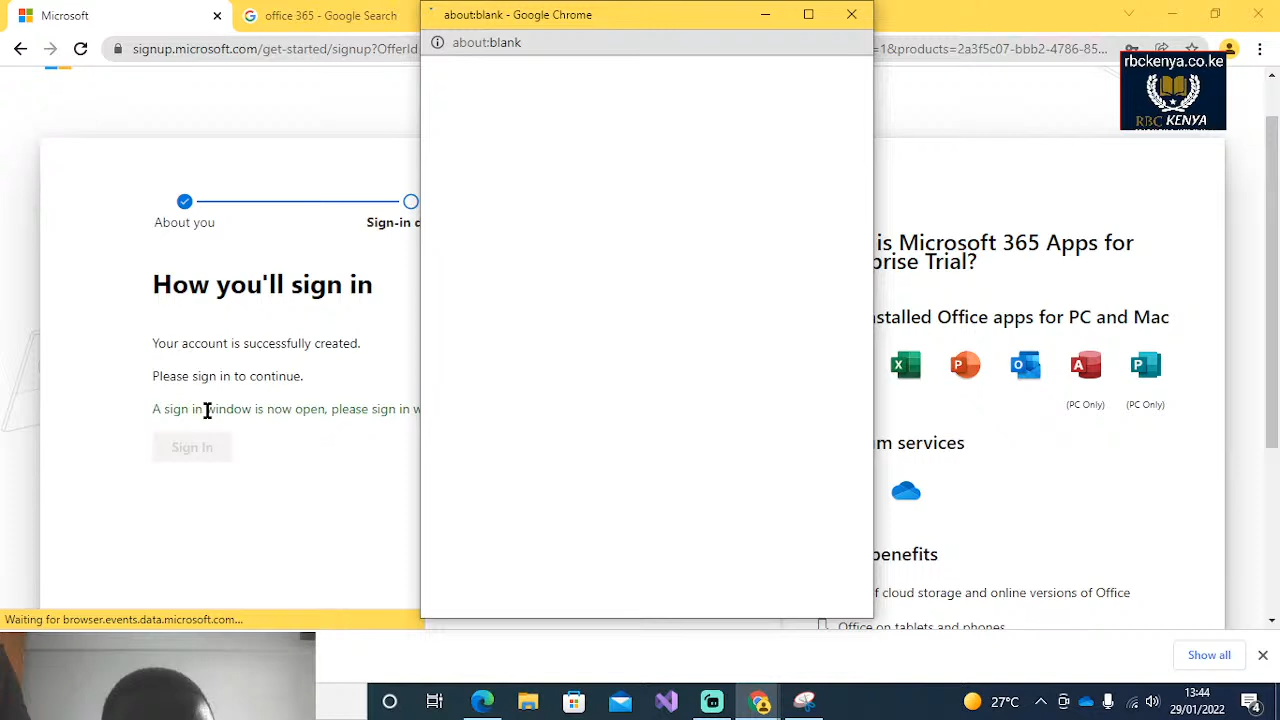 Microsoft
office 365 - Google Search
about:blank - Google Chrome
signup.microsoft.com/get-started/signup?OfferId
about:blank
=1&products=2a3f5c07-bbb2-4786-85...
rbckenya.co.ke
RBC KENYA
About you
Sign-in d
How you'll sign in
Your account is successfully created.
Please sign in to continue.
A sign in window is now open, please sign in w
Sign In
is Microsoft 365 Apps for
prise Trial?
nstalled Office apps for PC and Mac
X
P
O
A
P
(PC Only)
(PC Only)
m services
benefits
f cloud storage and online versions of Office
Office on tablets and phones
Waiting for browser.events.data.microsoft.com...
Show all
27°C
13:44
29/01/2022
4